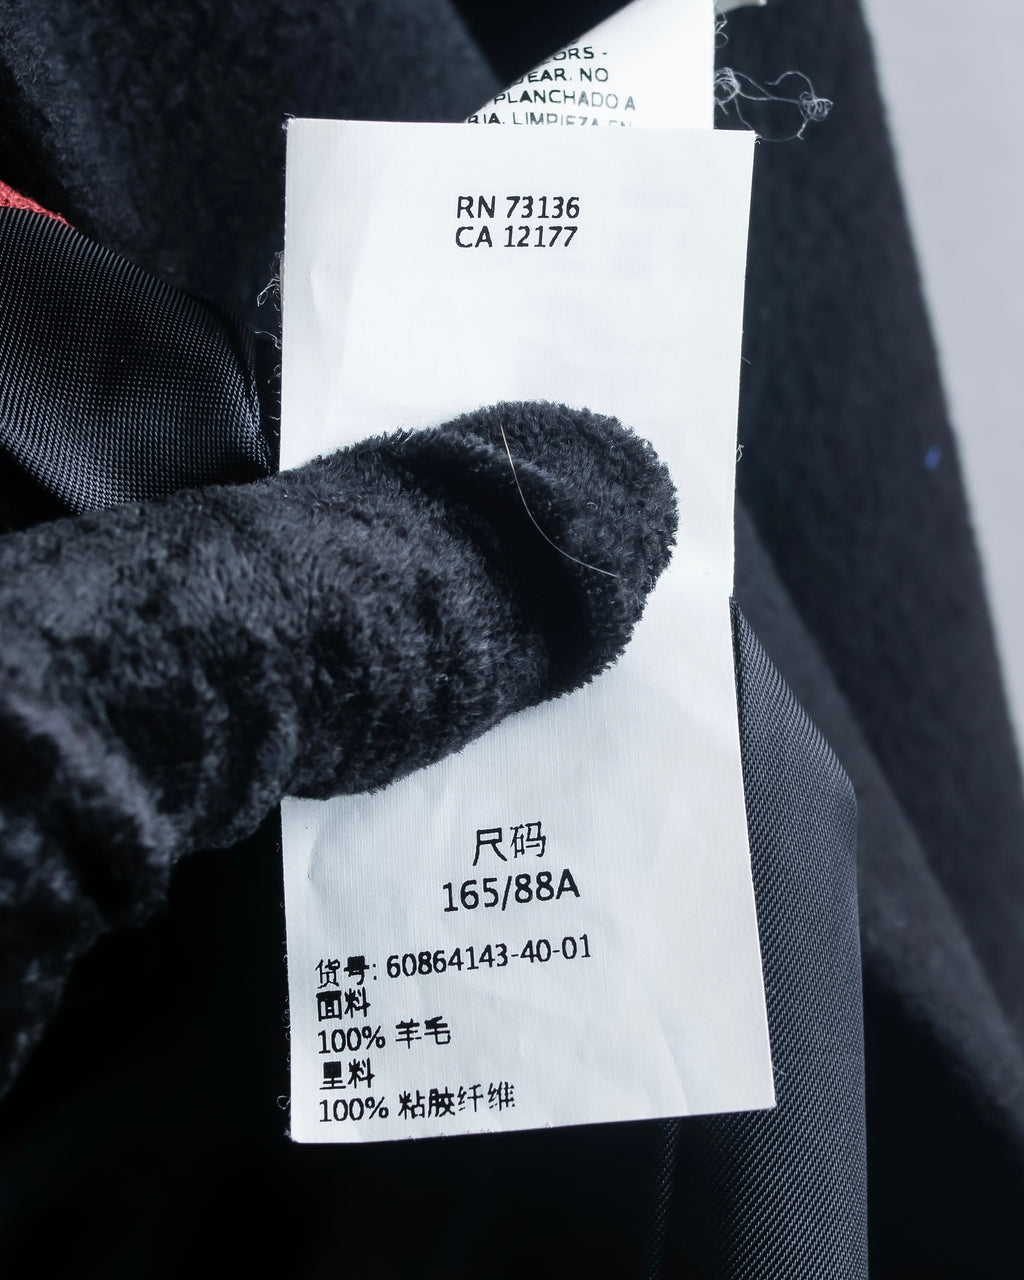 ORS -
EAR. NO
PLANCHADO A
RIA. LIMPIEZA EN
RN 73136
CA 12177
尺码
165/88A
货号: 60864143-40-01
面料
100% 羊毛
里料
100% 粘胶纤维